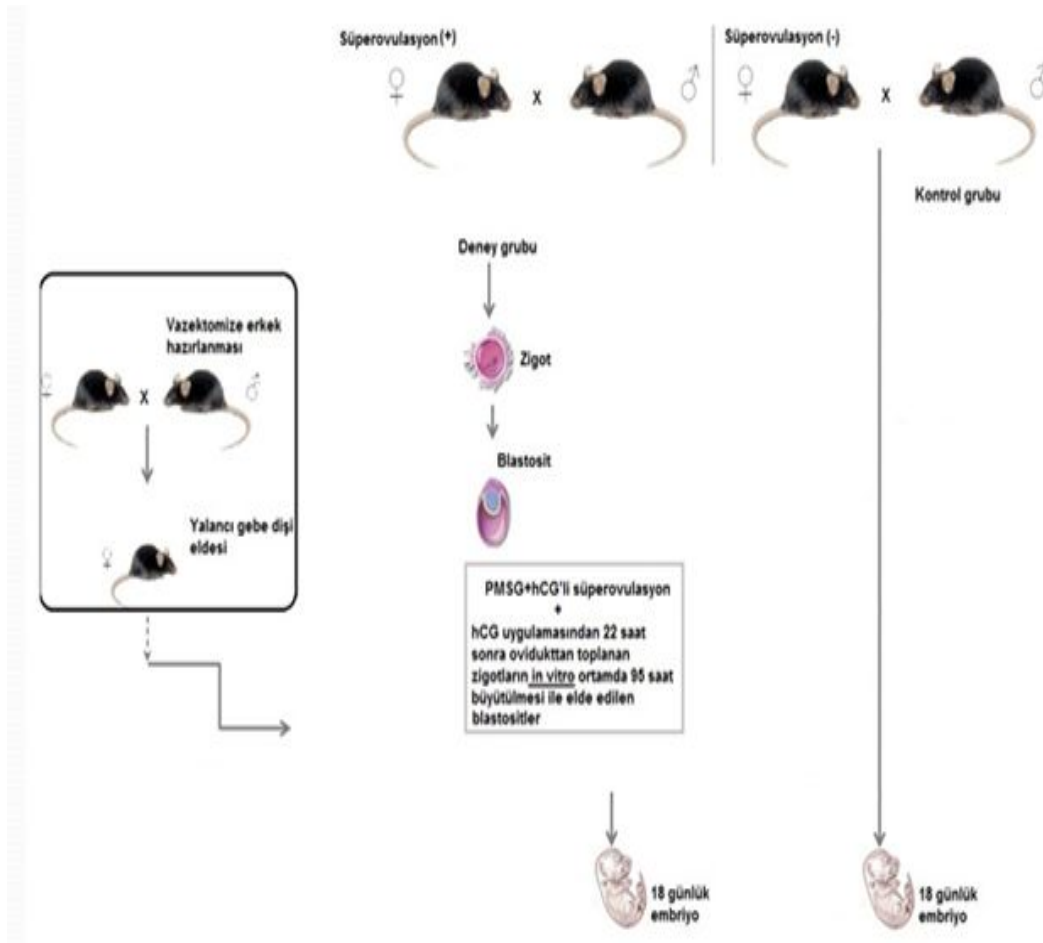 Süperovulasyon (+)
♀ x ♂
Süperovulasyon (-)
♀ x ♂
Kontrol grubu
Deney grubu
Zigot
Blastosit
Vazektomize erkek
hazırlanması
♀ X ♂
Yalancı gebe dişi
eldesi
♀
PMSG+hCG'li süperovulasyon
+
hCG uygulamasından 22 saat
sonra ovidukttan toplanan
zigotların in vitro ortamda 95 saat
büyütülmesi ile elde edilen
blastositler
18 günlük
embriyo
18 günlük
embriyo